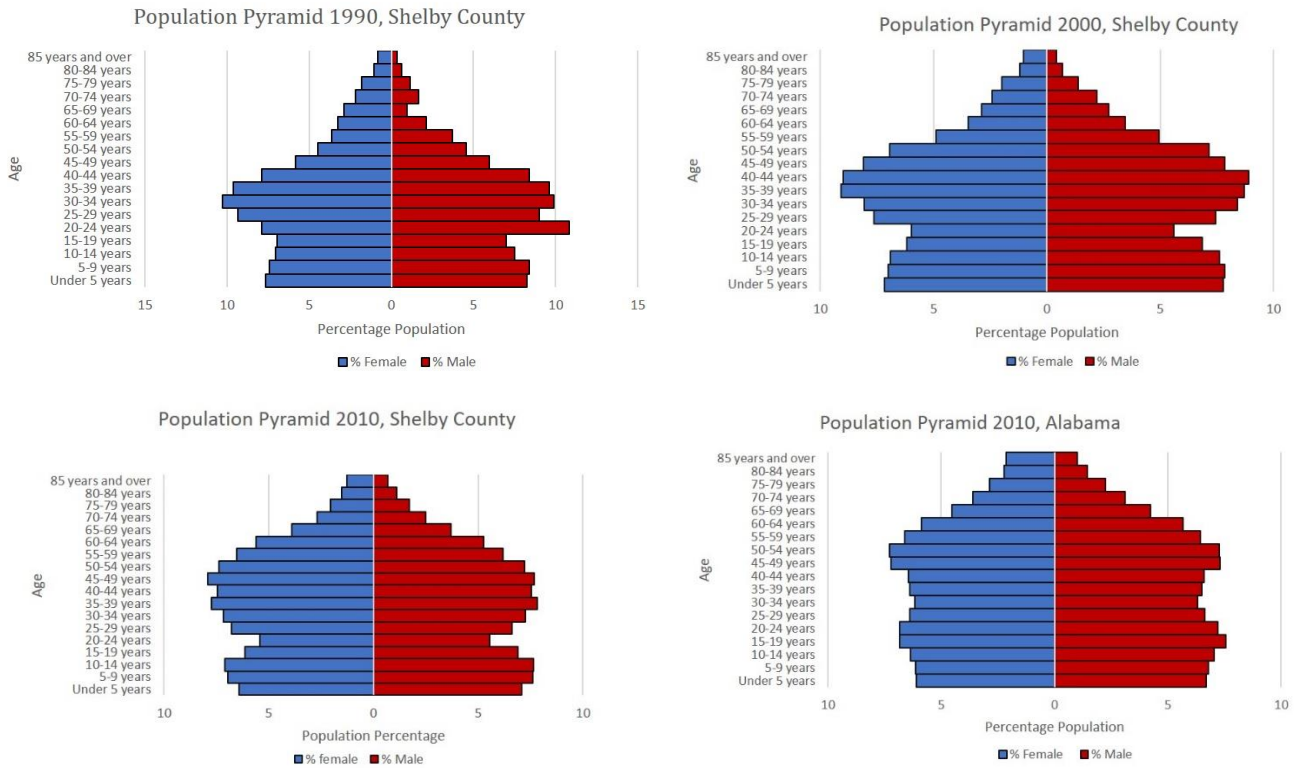 Population Pyramid 1990, Shelby County
85 years and over
80-84 years
75-79 years
70-74 years
65-69 years
60-64 years
55-59 years
50-54 years
45-49 years
40-44 years
35-39 years
30-34 years
25-29 years
20-24 years
15-19 years
10-14 years
5-9 years
Under 5 years
Age
15 10 5 0 5 10 15
Percentage Population
% Female % Male
Population Pyramid 2000, Shelby County
85 years and over
80-84 years
75-79 years
70-74 years
65-69 years
60-64 years
55-59 years
50-54 years
45-49 years
40-44 years
35-39 years
30-34 years
25-29 years
20-24 years
15-19 years
10-14 years
5-9 years
Under 5 years
Age
10 5 0 5 10
Percentage Population
% Female % Male
Population Pyramid 2010, Shelby County
85 years and over
80-84 years
75-79 years
70-74 years
65-69 years
60-64 years
55-59 years
50-54 years
45-49 years
40-44 years
35-39 years
30-34 years
25-29 years
20-24 years
15-19 years
10-14 years
5-9 years
Under 5 years
Age
10 5 0 5 10
Population Percentage
% female % Male
Population Pyramid 2010, Alabama
85 years and over
80-84 years
75-79 years
70-74 years
65-69 years
60-64 years
55-59 years
50-54 years
45-49 years
40-44 years
35-39 years
30-34 years
25-29 years
20-24 years
15-19 years
10-14 years
5-9 years
Under 5 years
Age
10 5 0 5 10
Percentage Population
% Female % Male